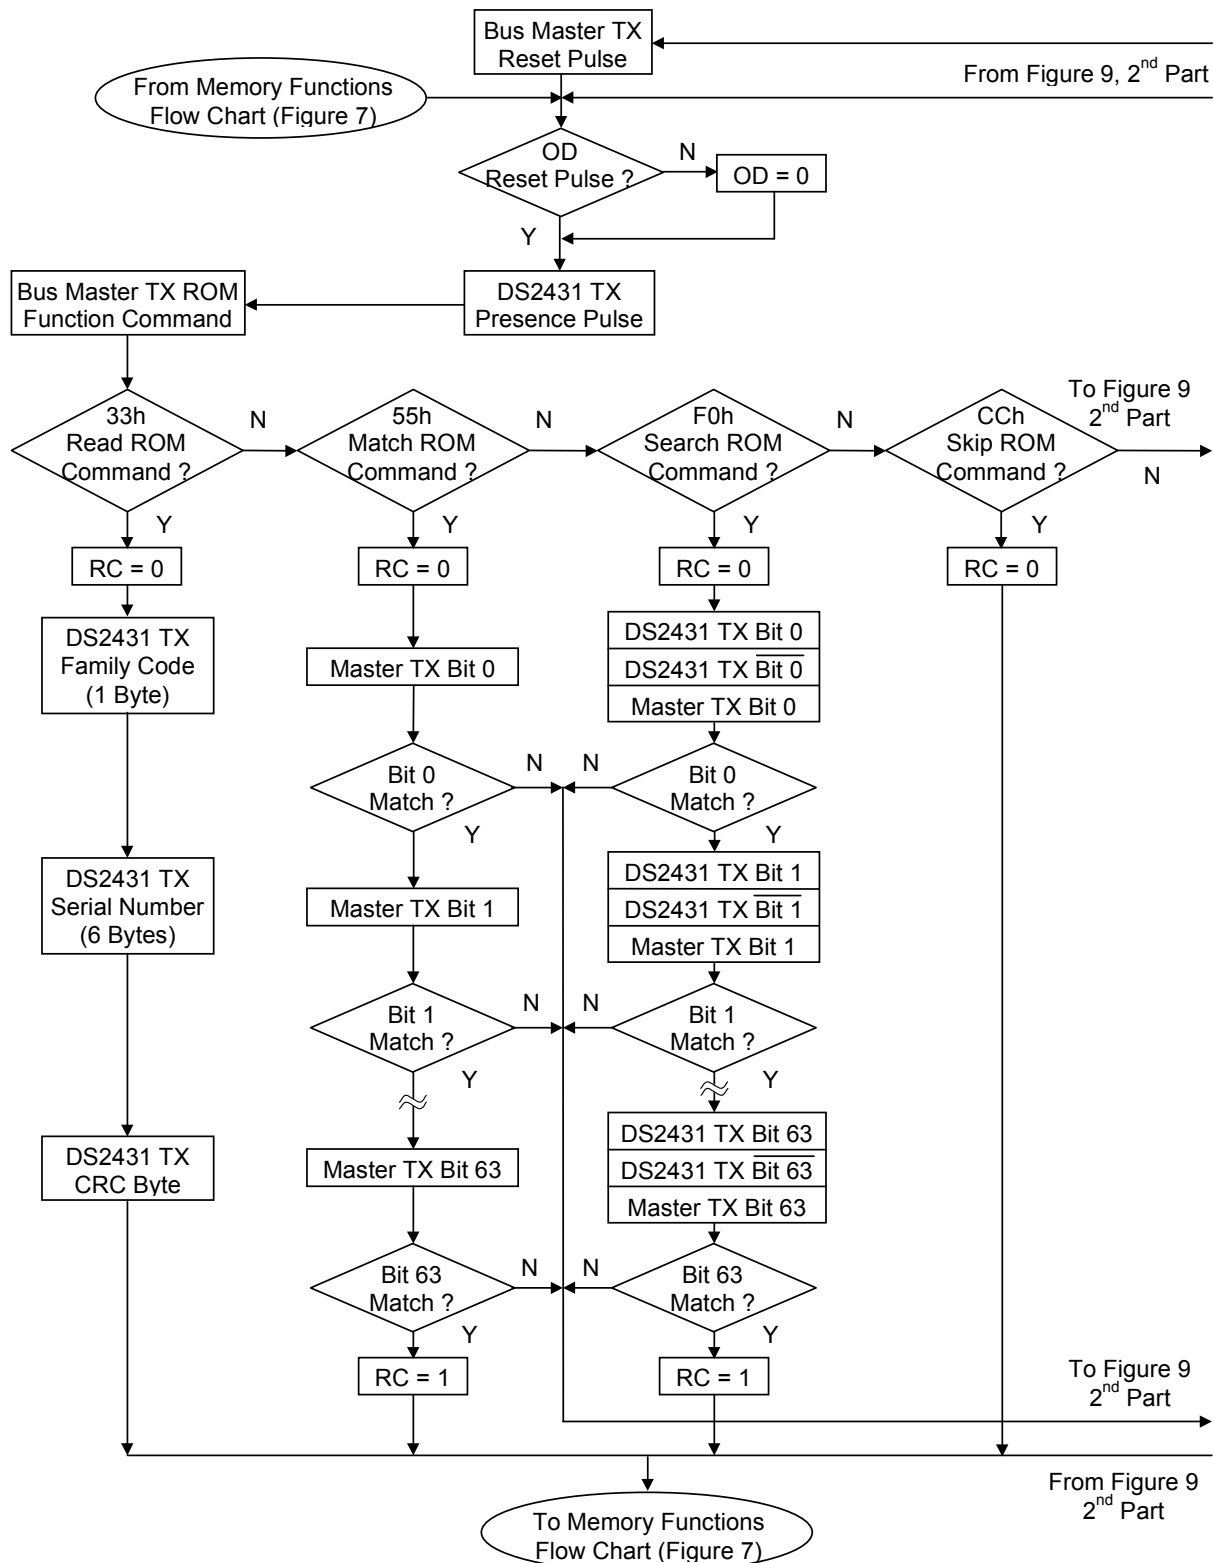 Bus Master TX
Reset Pulse
From Figure 9, 2nd Part
From Memory Functions
Flow Chart (Figure 7)
OD
Reset Pulse ?
N
OD = 0
Y
Bus Master TX ROM
Function Command
DS2431 TX
Presence Pulse
33h
Read ROM
Command ?
N
55h
Match ROM
Command ?
N
F0h
Search ROM
Command ?
N
CCh
Skip ROM
Command ?
To Figure 9
2nd Part
N
Y
Y
Y
Y
RC = 0
RC = 0
RC = 0
RC = 0
DS2431 TX
Family Code
(1 Byte)
Master TX Bit 0
DS2431 TX Bit 0
DS2431 TX B̅i̅t̅ ̅0̅
Master TX Bit 0
Bit 0
Match ?
N
N
Bit 0
Match ?
Y
Y
DS2431 TX
Serial Number
(6 Bytes)
Master TX Bit 1
DS2431 TX Bit 1
DS2431 TX B̅i̅t̅ ̅1̅
Master TX Bit 1
Bit 1
Match ?
N
N
Bit 1
Match ?
Y
Y
DS2431 TX
CRC Byte
Master TX Bit 63
DS2431 TX Bit 63
DS2431 TX B̅i̅t̅ ̅6̅3̅
Master TX Bit 63
Bit 63
Match ?
N
N
Bit 63
Match ?
Y
Y
RC = 1
RC = 1
To Figure 9
2nd Part
From Figure 9
2nd Part
To Memory Functions
Flow Chart (Figure 7)